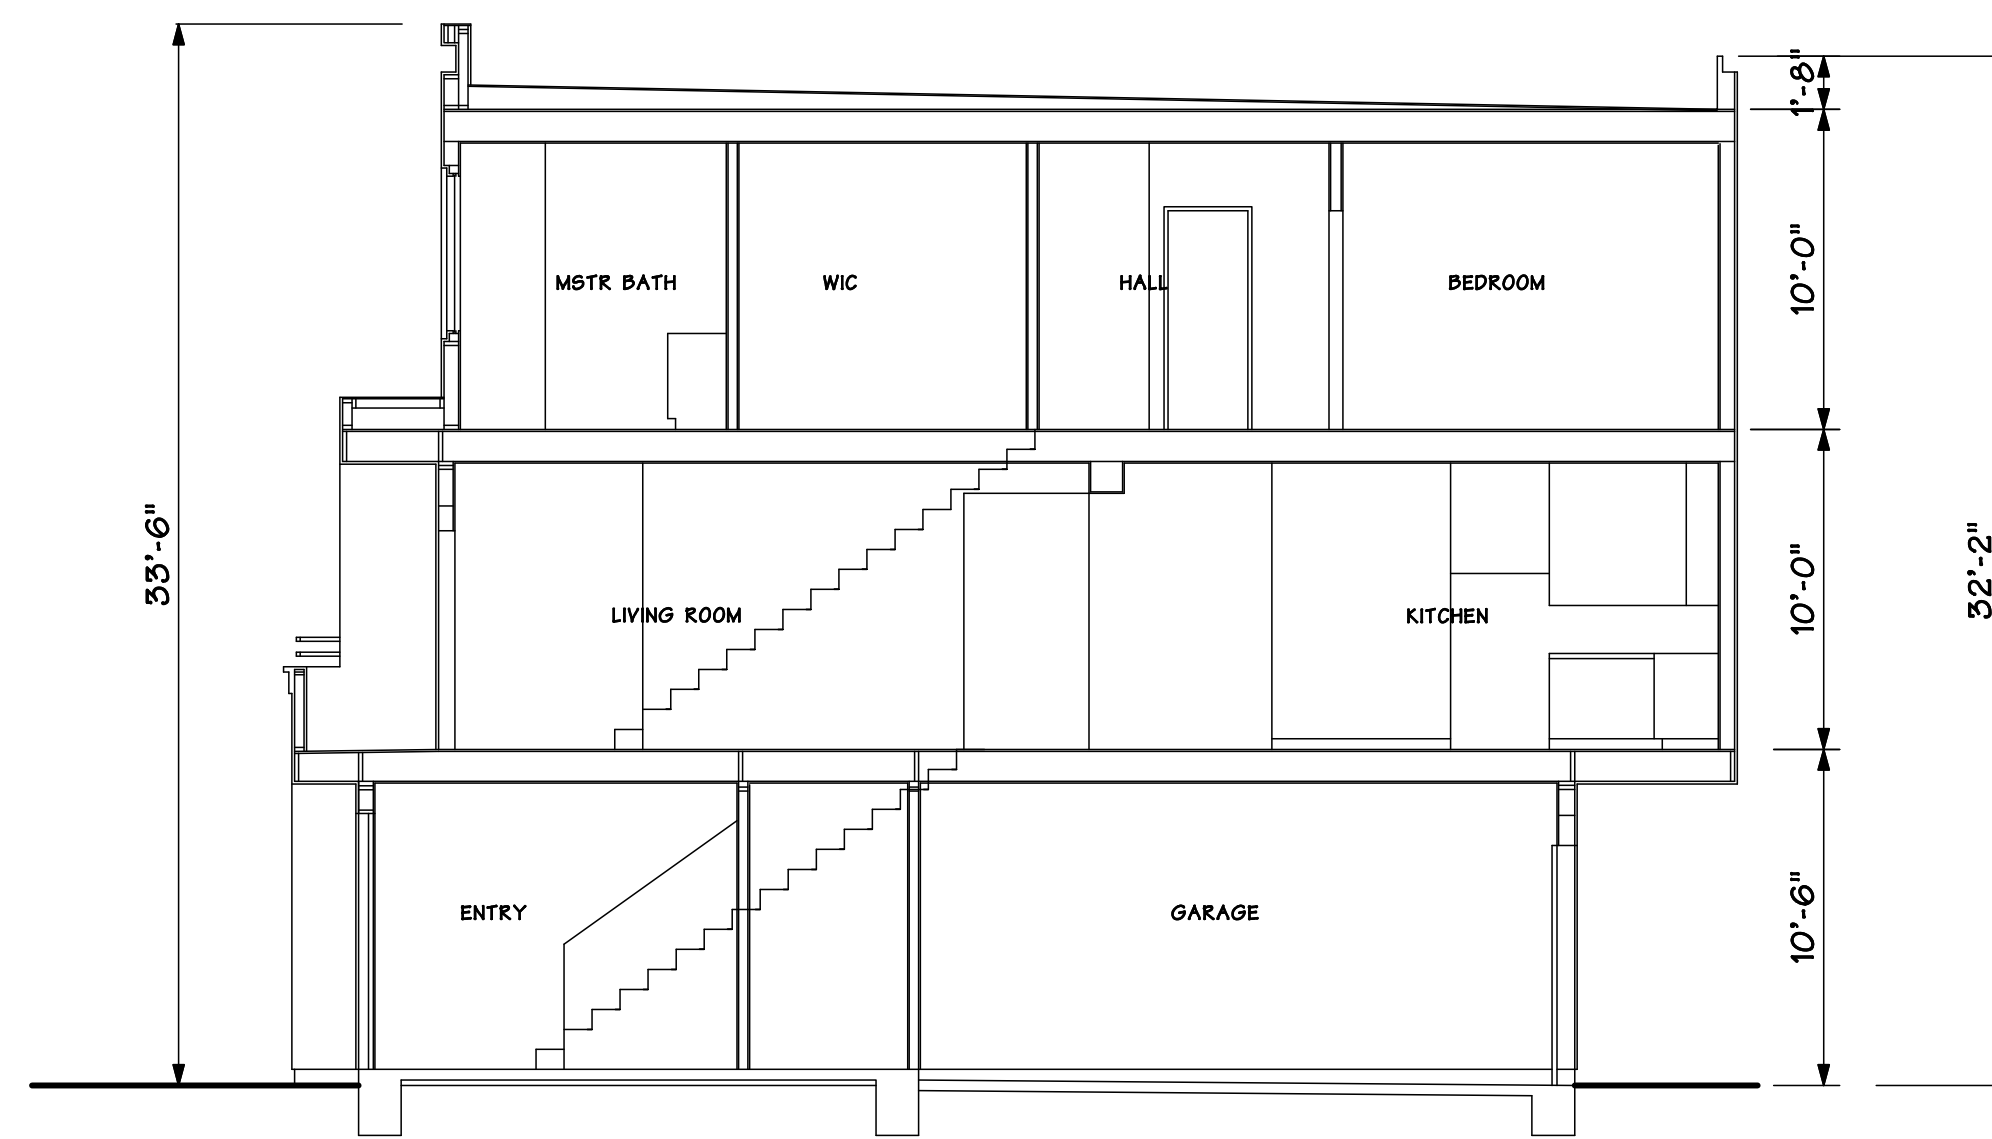 1'-8"
MSTR BATH
WIC
HALL
BEDROOM
10'-0"
33'-6"
LIVING ROOM
KITCHEN
10'-0"
32'-2"
ENTRY
GARAGE
10'-6"